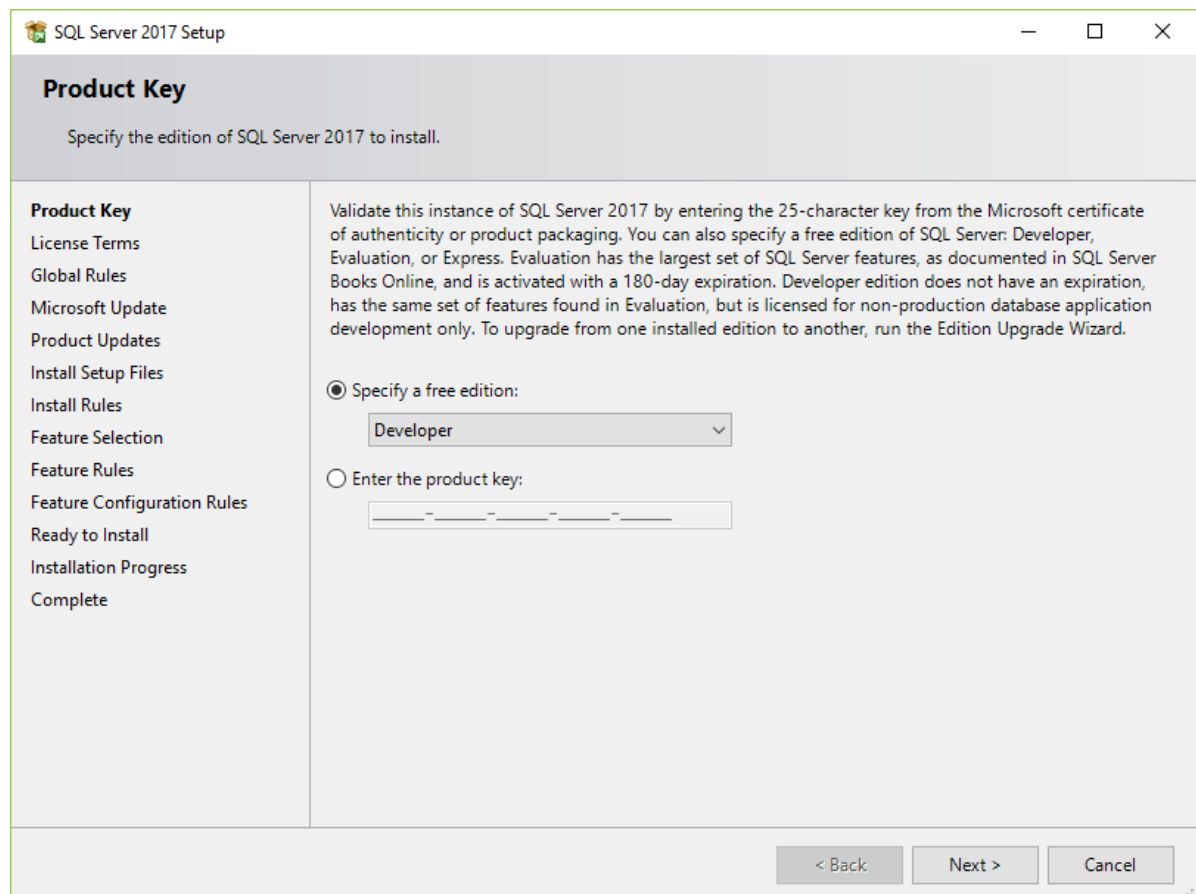 SQL Server 2017 Setup
Product Key
Specify the edition of SQL Server 2017 to install.
Product Key
License Terms
Global Rules
Microsoft Update
Product Updates
Install Setup Files
Install Rules
Feature Selection
Feature Rules
Feature Configuration Rules
Ready to Install
Installation Progress
Complete
Validate this instance of SQL Server 2017 by entering the 25-character key from the Microsoft certificate
of authenticity or product packaging. You can also specify a free edition of SQL Server: Developer,
Evaluation, or Express. Evaluation has the largest set of SQL Server features, as documented in SQL Server
Books Online, and is activated with a 180-day expiration. Developer edition does not have an expiration,
has the same set of features found in Evaluation, but is licensed for non-production database application
development only. To upgrade from one installed edition to another, run the Edition Upgrade Wizard.
Specify a free edition:
Developer
Enter the product key:
_____-_____-_____-_____-_____
< Back
Next >
Cancel